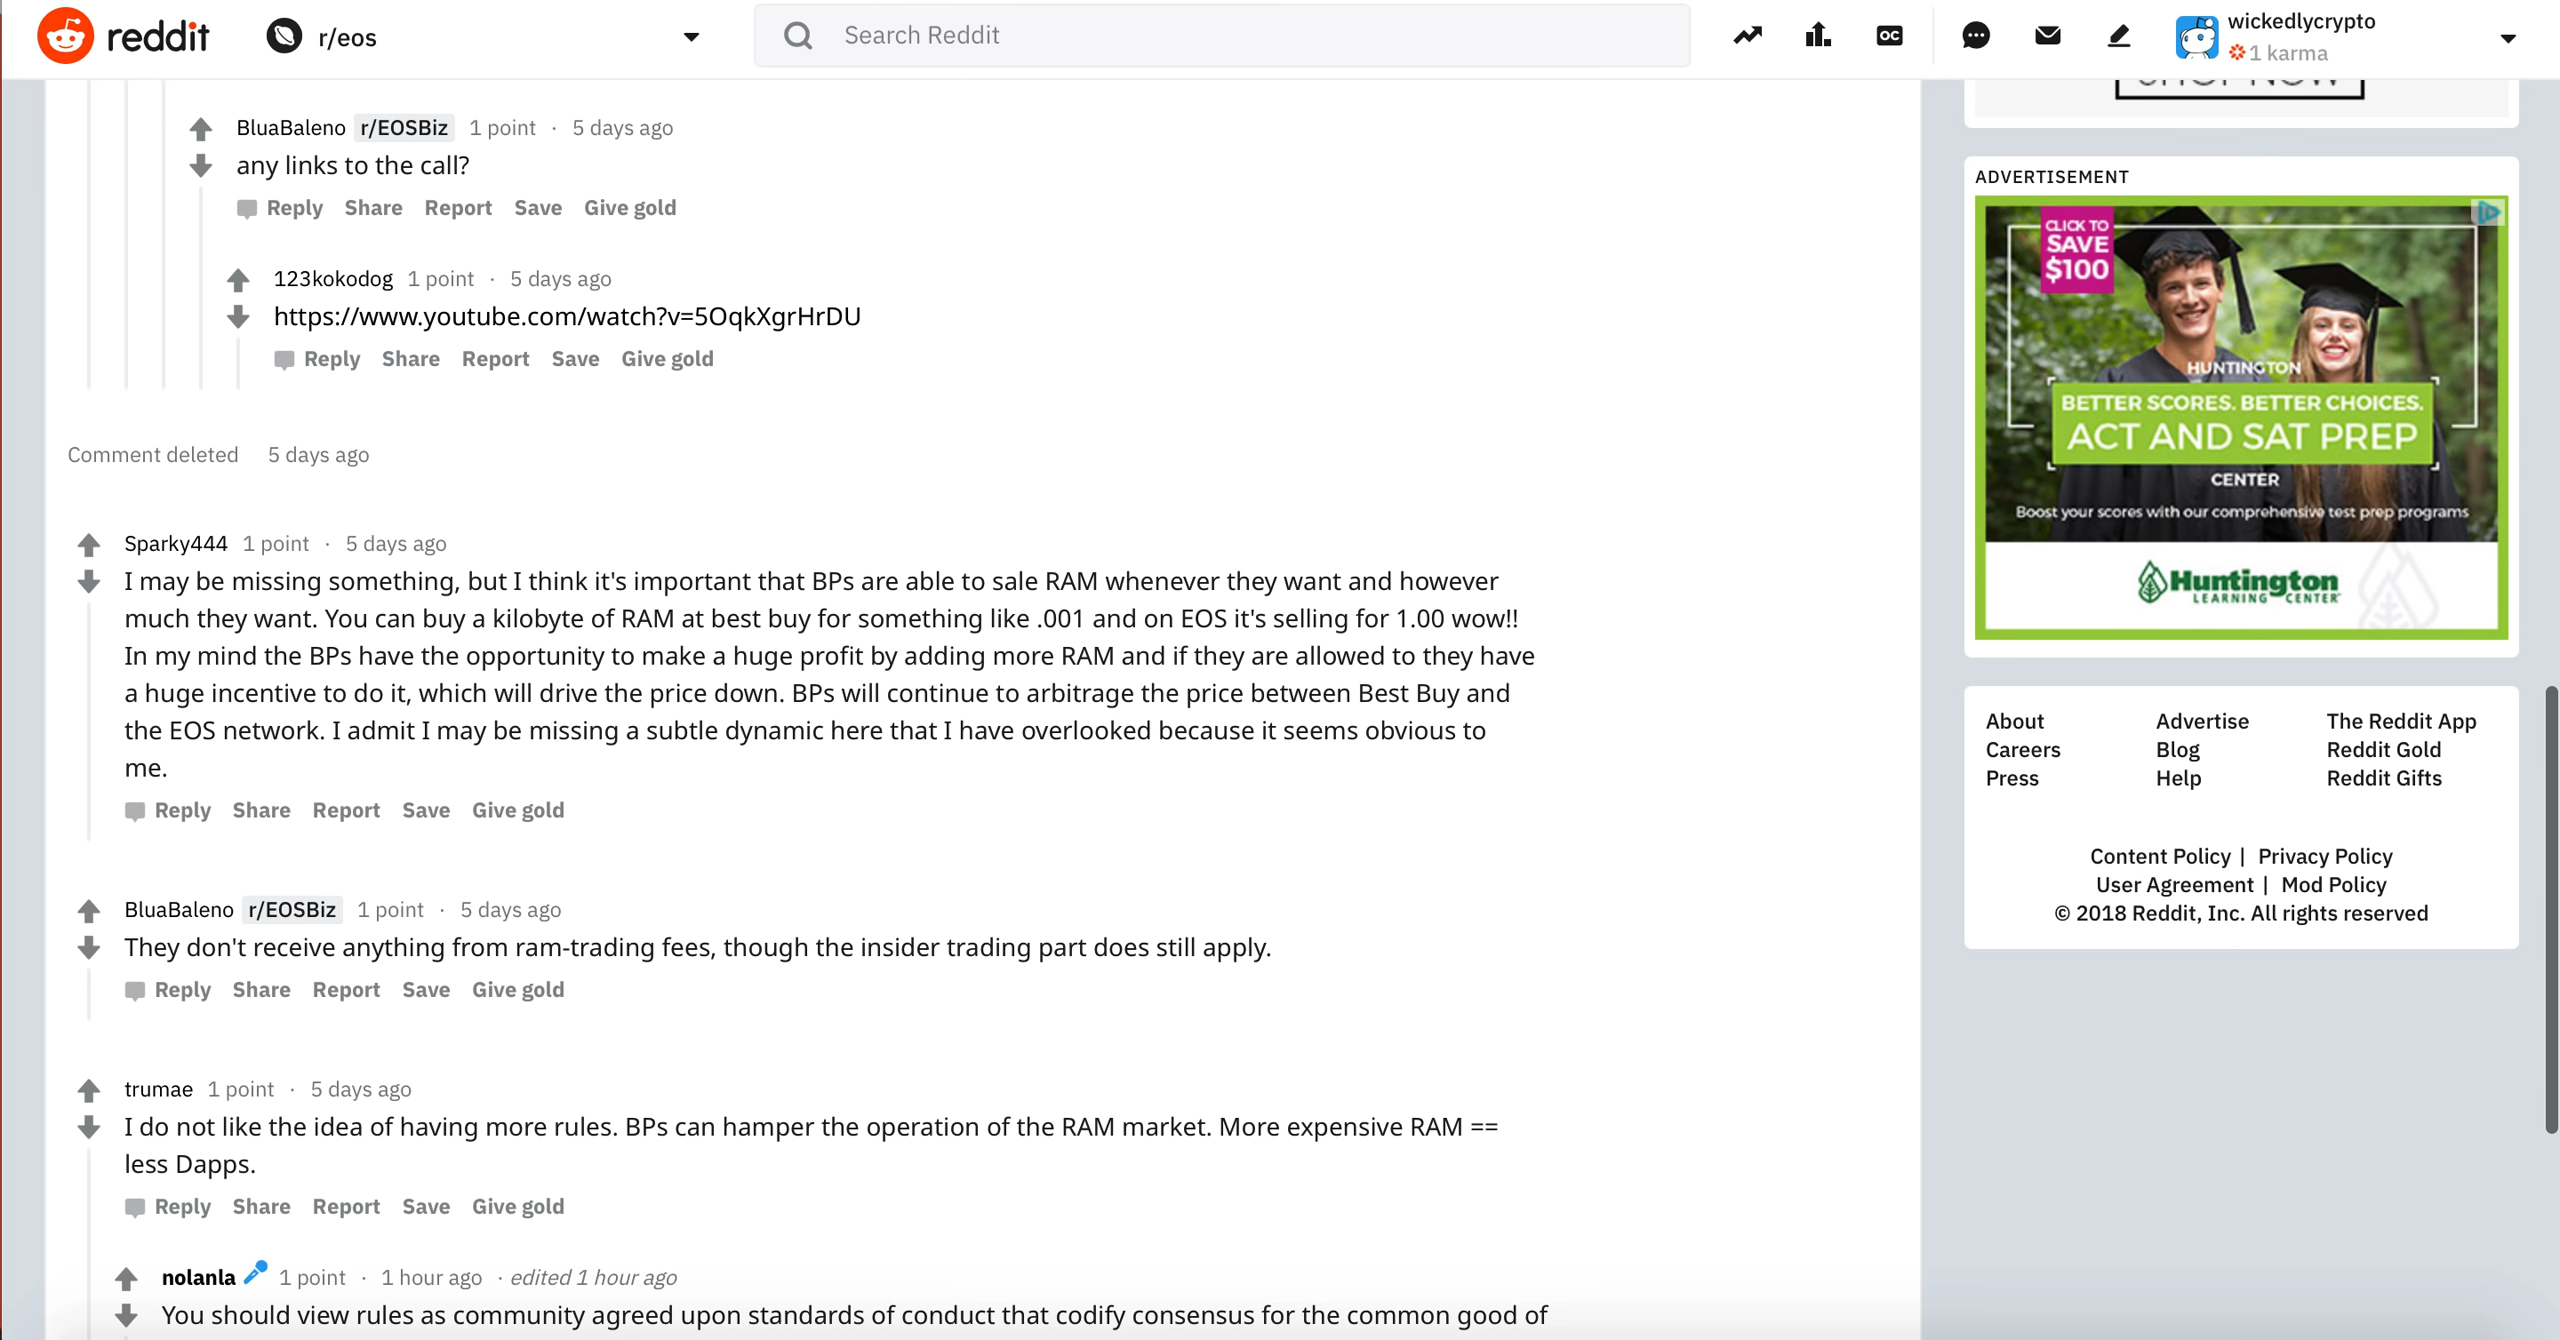 reddit
r/eos
Search Reddit
OC
wickedlycrypto
1 karma
BluaBaleno r/EOSBiz 1 point · 5 days ago
any links to the call?
Reply Share Report Save Give gold
123kokodog 1 point · 5 days ago
https://www.youtube.com/watch?v=5OqkXgrHrDU
Reply Share Report Save Give gold
Comment deleted 5 days ago
Sparky444 1 point · 5 days ago
I may be missing something, but I think it's important that BPs are able to sale RAM whenever they want and however
much they want. You can buy a kilobyte of RAM at best buy for something like .001 and on EOS it's selling for 1.00 wow!!
In my mind the BPs have the opportunity to make a huge profit by adding more RAM and if they are allowed to they have
a huge incentive to do it, which will drive the price down. BPs will continue to arbitrage the price between Best Buy and
the EOS network. I admit I may be missing a subtle dynamic here that I have overlooked because it seems obvious to
me.
Reply Share Report Save Give gold
BluaBaleno r/EOSBiz 1 point · 5 days ago
They don't receive anything from ram-trading fees, though the insider trading part does still apply.
Reply Share Report Save Give gold
trumae 1 point · 5 days ago
I do not like the idea of having more rules. BPs can hamper the operation of the RAM market. More expensive RAM ==
less Dapps.
Reply Share Report Save Give gold
nolanla 1 point · 1 hour ago · edited 1 hour ago
You should view rules as community agreed upon standards of conduct that codify consensus for the common good of
SHOP NOW
ADVERTISEMENT
CLICK TO
SAVE
$100
HUNTINGTON
BETTER SCORES. BETTER CHOICES.
ACT AND SAT PREP
CENTER
Boost your scores with our comprehensive test prep programs
Huntington
LEARNING CENTER
About Advertise The Reddit App
Careers Blog Reddit Gold
Press Help Reddit Gifts
Content Policy | Privacy Policy
User Agreement | Mod Policy
© 2018 Reddit, Inc. All rights reserved